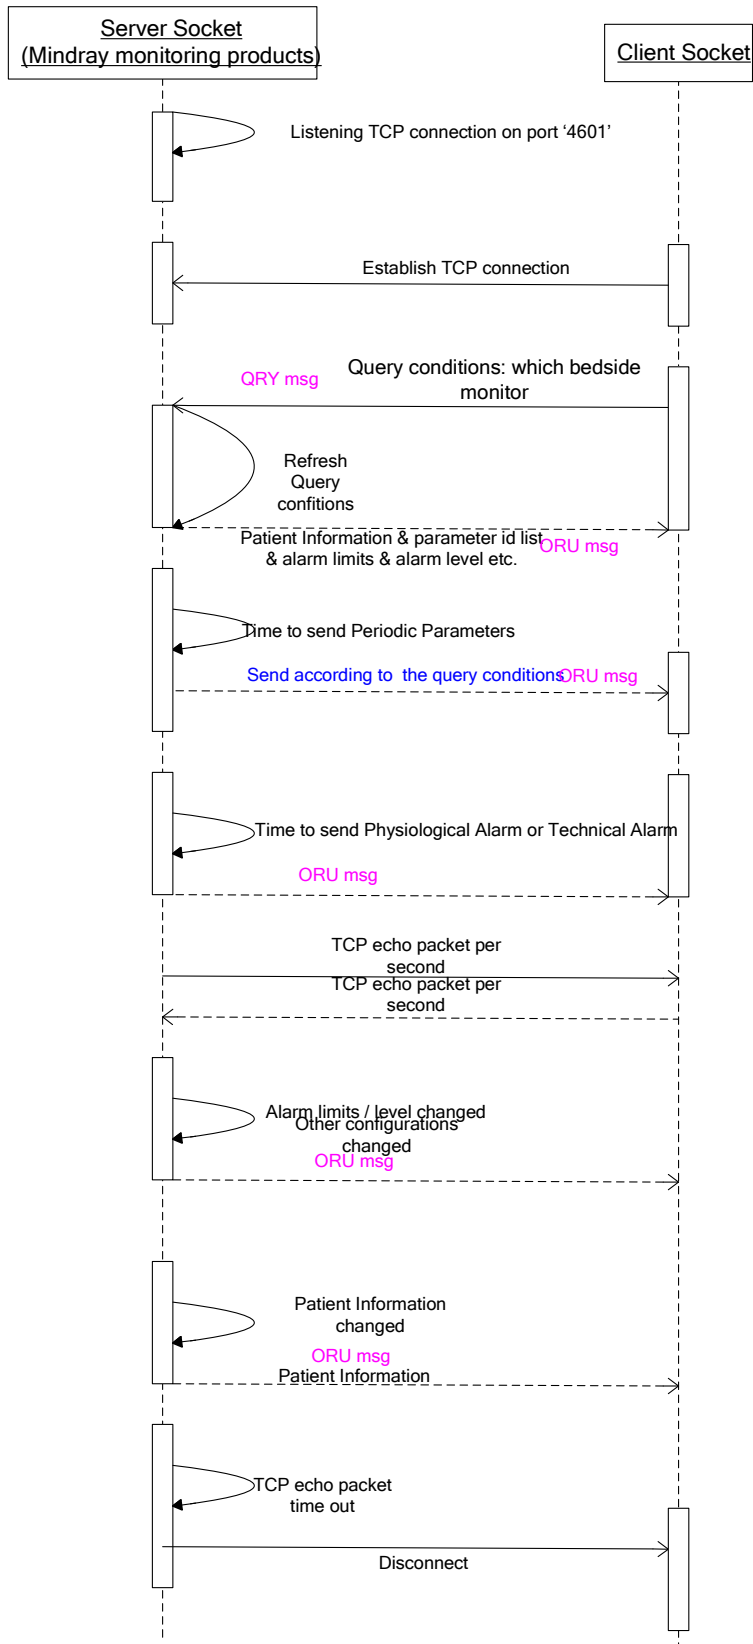 Server Socket
(Mindray monitoring products)
Client Socket
Listening TCP connection on port ‘4601’
Establish TCP connection
Query conditions: which bedside
monitor
QRY msg
Refresh
Query
confitions
Patient Information & parameter id list
& alarm limits & alarm level etc.
ORU msg
Time to send Periodic Parameters
Send according to the query conditions
ORU msg
Time to send Physiological Alarm or Technical Alarm
ORU msg
TCP echo packet per
second
TCP echo packet per
second
Alarm limits / level changed
Other configurations
changed
ORU msg
Patient Information
changed
ORU msg
Patient Information
TCP echo packet
time out
Disconnect